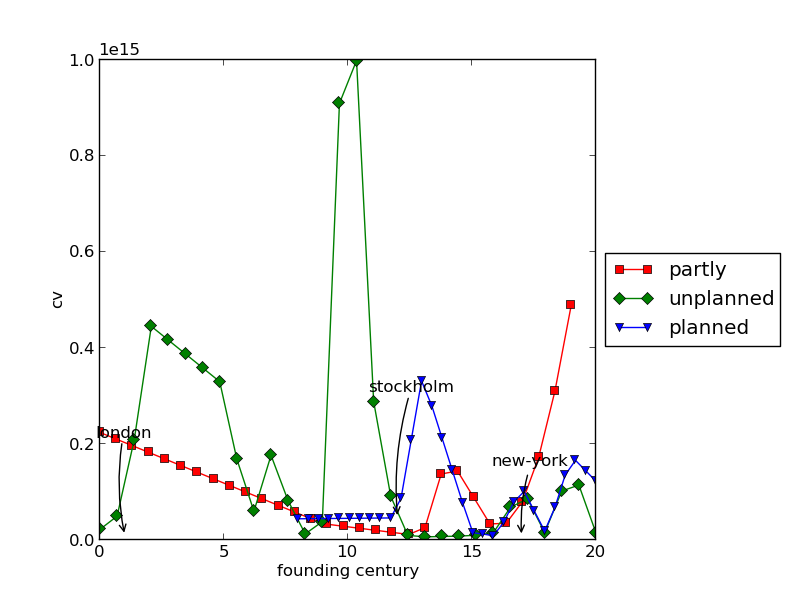 1e15
1.0
0.8
0.6
0.4
0.2
0.0
cv
london
stockholm
new-york
0 5 10 15 20
founding century
partly
unplanned
planned